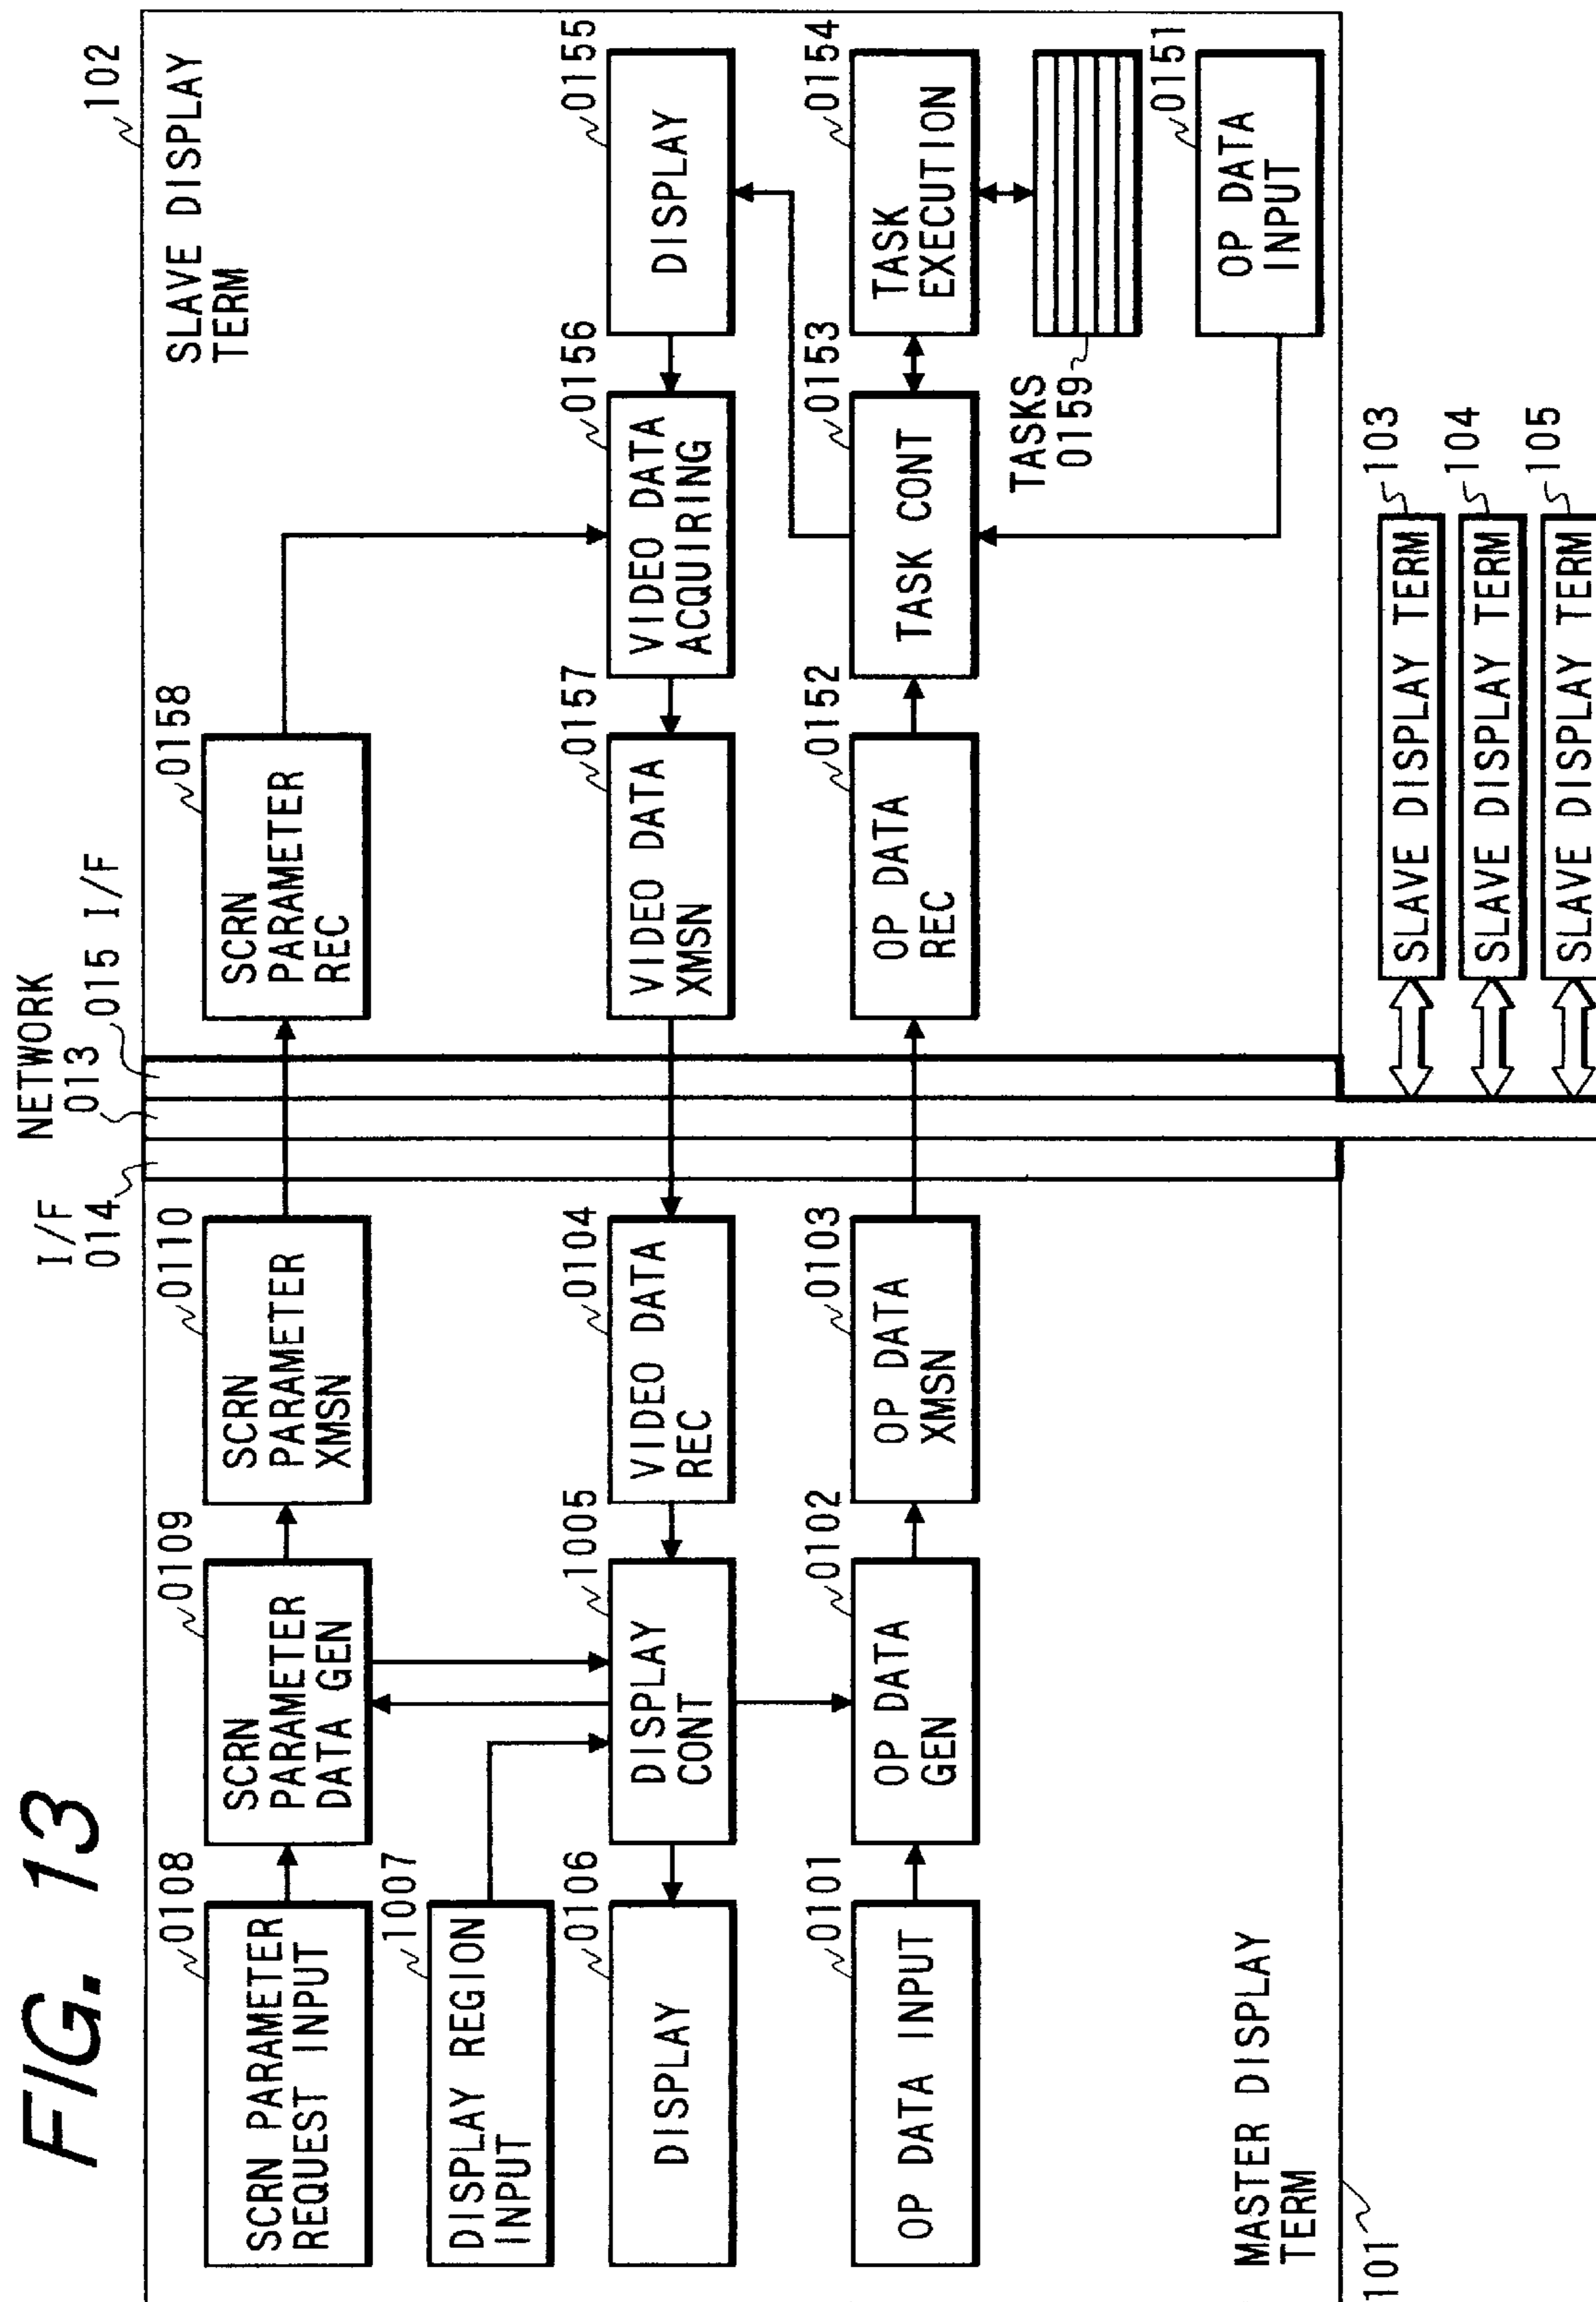 FIG. 13
NETWORK
013
I/F
014
015 I/F
102
SLAVE DISPLAY
TERM
0108
SCRN PARAMETER
REQUEST INPUT
0109
SCRN
PARAMETER
DATA GEN
0110
SCRN
PARAMETER
XMSN
0158
SCRN
PARAMETER
REC
1007
DISPLAY REGION
INPUT
0106
DISPLAY
1005
DISPLAY
CONT
0104
VIDEO DATA
REC
0157
VIDEO DATA
XMSN
0156
VIDEO DATA
ACQUIRING
0155
DISPLAY
0101
OP DATA INPUT
0102
OP DATA
GEN
0103
OP DATA
XMSN
0152
OP DATA
REC
0153
TASK CONT
0154
TASK
EXECUTION
TASKS
0159
0151
OP DATA
INPUT
MASTER DISPLAY
TERM
101
SLAVE DISPLAY TERM
103
SLAVE DISPLAY TERM
104
SLAVE DISPLAY TERM
105